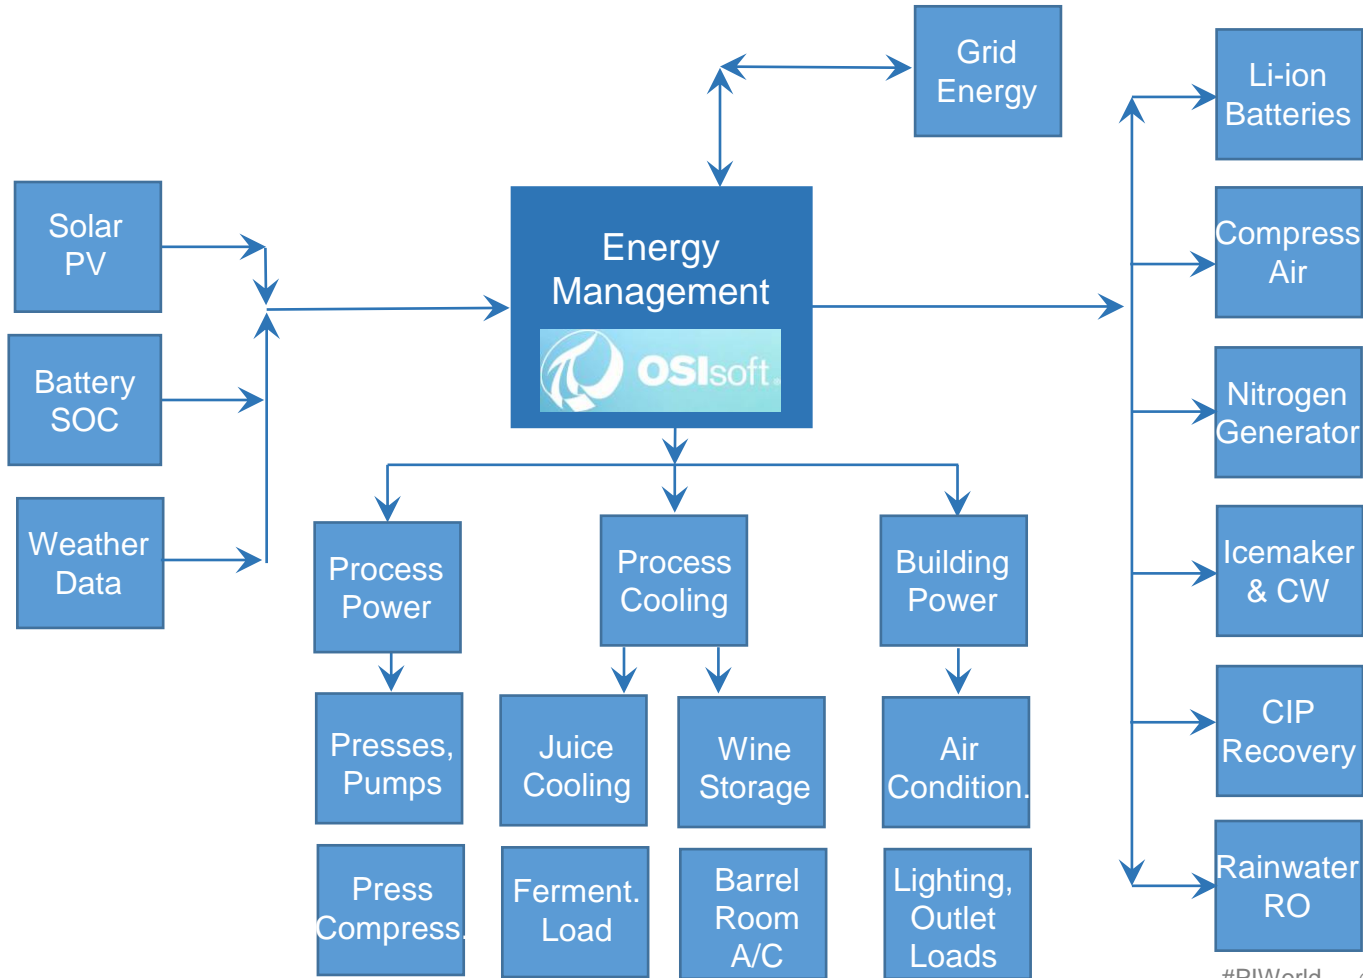 Grid
Energy
Li-ion
Batteries
Solar
PV
Energy
Management
OSIsoft.
Compress
Air
Battery
SOC
Nitrogen
Generator
Weather
Data
Process
Power
Process
Cooling
Building
Power
Icemaker
& CW
Presses,
Pumps
Juice
Cooling
Wine
Storage
Air
Condition.
CIP
Recovery
Press
Compress.
Ferment.
Load
Barrel
Room
A/C
Lighting,
Outlet
Loads
Rainwater
RO
#PIWorld